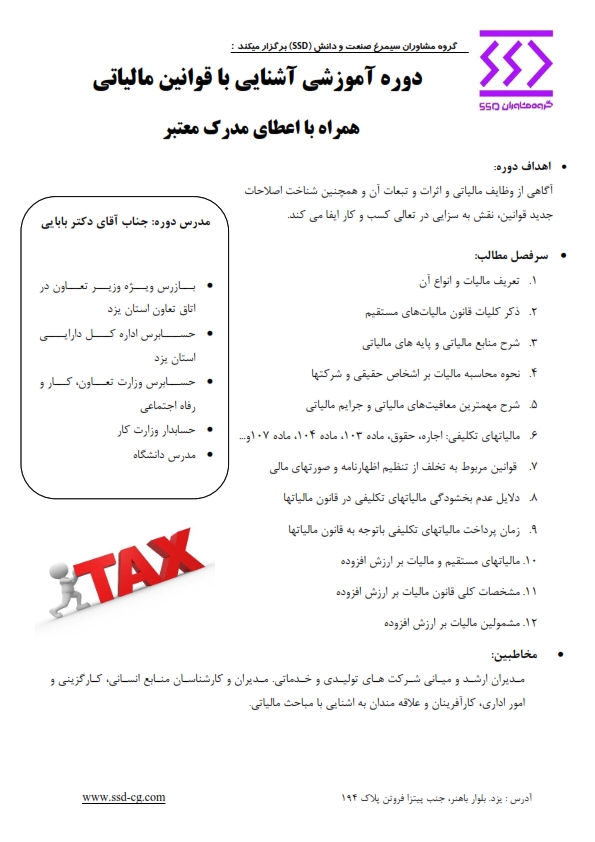 گروه مشاوران سیمرغ صنعت و دانش (SSD) برگزار میکند :
گروه مشاوران SSD
دوره آموزشی آشنایی با قوانین مالیاتی
همراه با اعطای مدرک معتبر
• اهداف دوره:
آگاهی از وظایف مالیاتی و اثرات و تبعات آن و همچنین شناخت اصلاحات
جدید قوانین، نقش به سزایی در تعالی کسب و کار ایفا می کند.
• سرفصل مطالب:
۱. تعریف مالیات و انواع آن
۲. ذکر کلیات قانون مالیات‌های مستقیم
۳. شرح منابع مالیاتی و پایه های مالیاتی
۴. نحوه محاسبه مالیات بر اشخاص حقیقی و شرکتها
۵. شرح مهمترین معافیت‌های مالیاتی و جرایم مالیاتی
۶. مالیاتهای تکلیفی: اجاره، حقوق، ماده ۱۰۳، ماده ۱۰۴، ماده ۱۰۷و...
۷. قوانین مربوط به تخلف از تنظیم اظهارنامه و صورتهای مالی
۸. دلایل عدم بخشودگی مالیاتهای تکلیفی در قانون مالیاتها
۹. زمان پرداخت مالیاتهای تکلیفی باتوجه به قانون مالیاتها
۱۰. مالیاتهای مستقیم و مالیات بر ارزش افزوده
۱۱. مشخصات کلی قانون مالیات بر ارزش افزوده
۱۲. مشمولین مالیات بر ارزش افزوده
مدرس دوره: جناب آقای دکتر بابایی
• بازرس ویژه وزیر تعاون در
اتاق تعاون استان یزد
• حسابرس اداره کل دارایی
استان یزد
• حسابرس وزارت تعاون، کار و
رفاه اجتماعی
• حسابدار وزارت کار
• مدرس دانشگاه
TAX
• مخاطبین:
مدیران ارشد و میانی شرکت های تولیدی و خدماتی. مدیران و کارشناسان منابع انسانی، کارگزینی و
امور اداری، کارآفرینان و علاقه مندان به اشنایی با مباحث مالیاتی.
آدرس : یزد. بلوار باهنر، جنب پیتزا فروتن پلاک ۱۹۴
www.ssd-cg.com